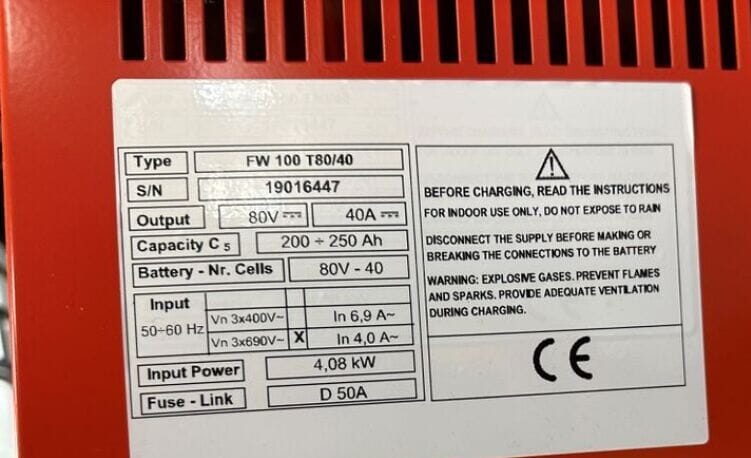 Type FW 100 T80/40
S/N 19016447
Output 80V 40A
Capacity C 5 200 ÷ 250 Ah
Battery - Nr. Cells 80V - 40
Input
50÷60 Hz
Vn 3x400V~ In 6,9 A~
Vn 3x690V~ X In 4,0 A~
Input Power 4,08 kW
Fuse - Link D 50A
BEFORE CHARGING, READ THE INSTRUCTIONS
FOR INDOOR USE ONLY, DO NOT EXPOSE TO RAIN
DISCONNECT THE SUPPLY BEFORE MAKING OR
BREAKING THE CONNECTIONS TO THE BATTERY
WARNING: EXPLOSIVE GASES. PREVENT FLAMES
AND SPARKS. PROVIDE ADEQUATE VENTILATION
DURING CHARGING.
CE